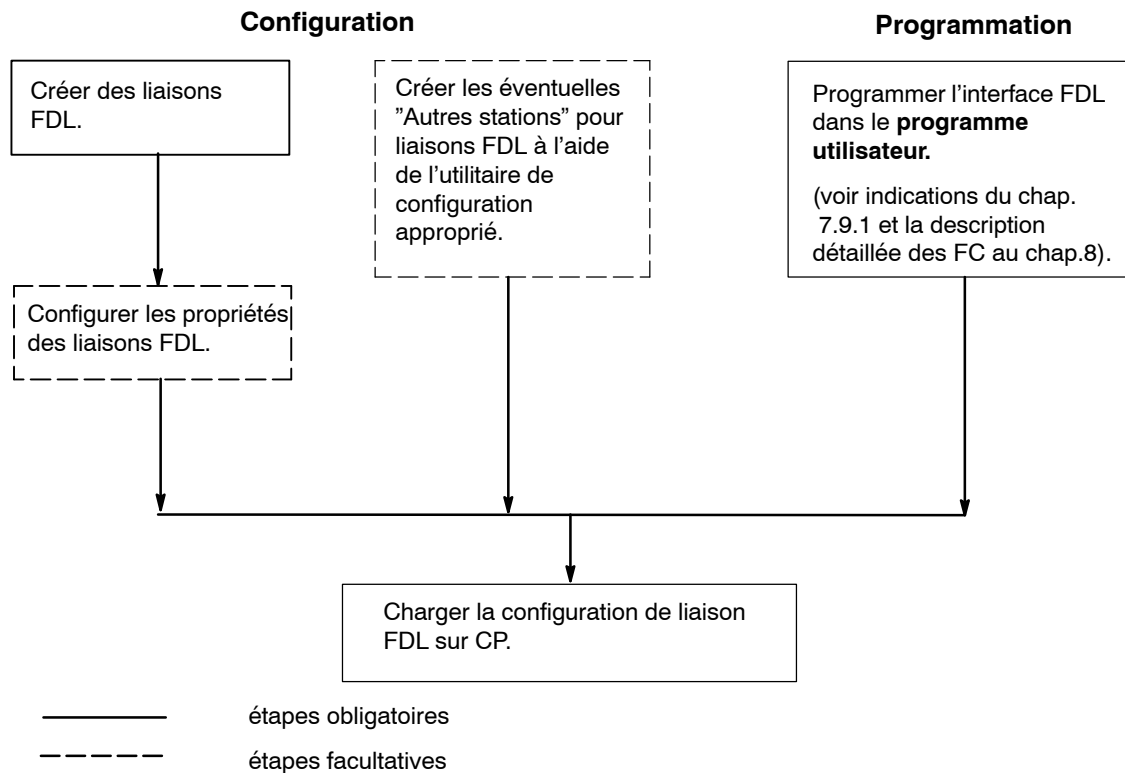 Configuration
Programmation
Créer des liaisons
FDL.
Configurer les propriétés
des liaisons FDL.
Créer les éventuelles
”Autres stations” pour
liaisons FDL à l’aide
de l’utilitaire de
configuration
approprié.
Programmer l’interface FDL
dans le programme
utilisateur.
(voir indications du chap.
7.9.1 et la description
détaillée des FC au chap.8).
Charger la configuration de liaison
FDL sur CP.
étapes obligatoires
étapes facultatives